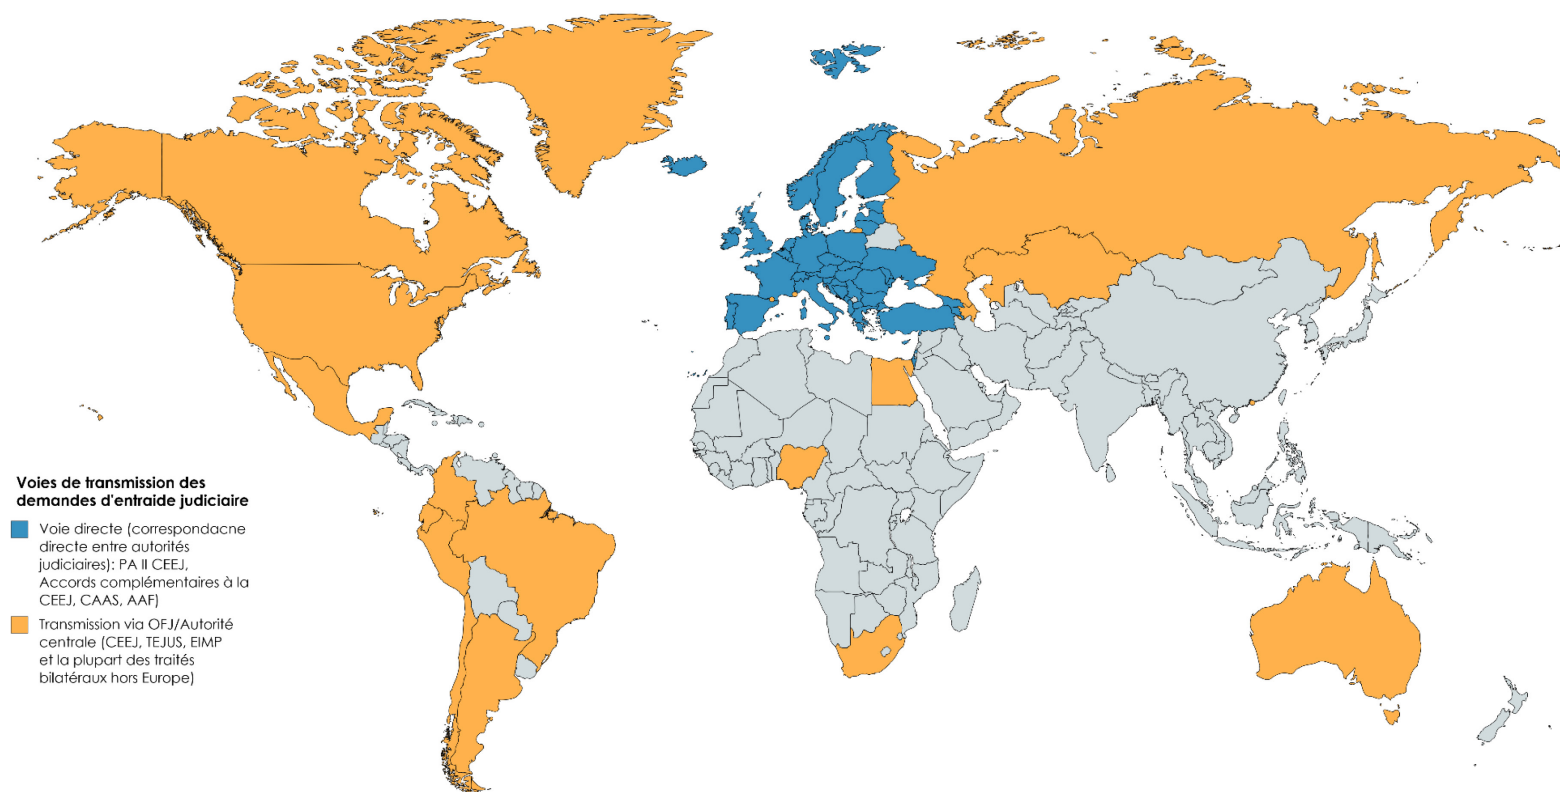 Voies de transmission des
demandes d'entraide judiciaire
Voie directe (correspondacne
directe entre autorités
judiciaires): PA II CEEJ,
Accords complémentaires à la
CEEJ, CAAS, AAF)
Transmission via OFJ/Autorité
centrale (CEEJ, TEJUS, EIMP
et la plupart des traités
bilatéraux hors Europe)